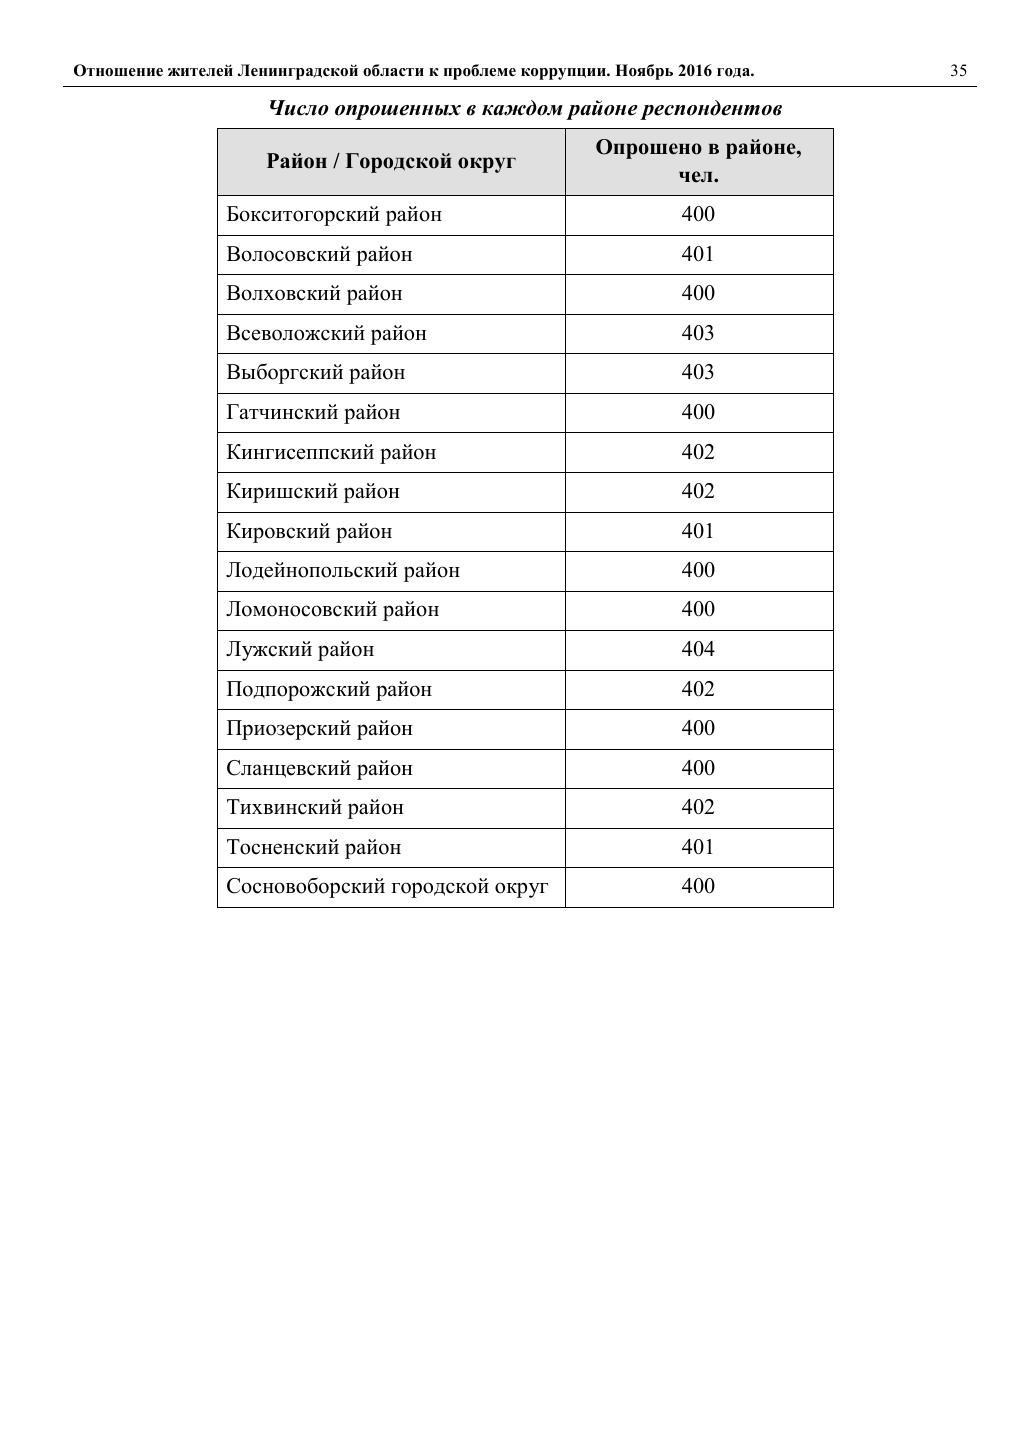 Отношение жителей Ленинградской области к проблеме коррупции. Ноябрь 2016 года. 35
Число опрошенных в каждом районе респондентов
Район / Городской округ Опрошено в районе, чел.
Бокситогорский район 400
Волосовский район 401
Волховский район 400
Всеволожский район 403
Выборгский район 403
Гатчинский район 400
Кингисеппский район 402
Киришский район 402
Кировский район 401
Лодейнопольский район 400
Ломоносовский район 400
Лужский район 404
Подпорожский район 402
Приозерский район 400
Сланцевский район 400
Тихвинский район 402
Тосненский район 401
Сосновоборский городской округ 400